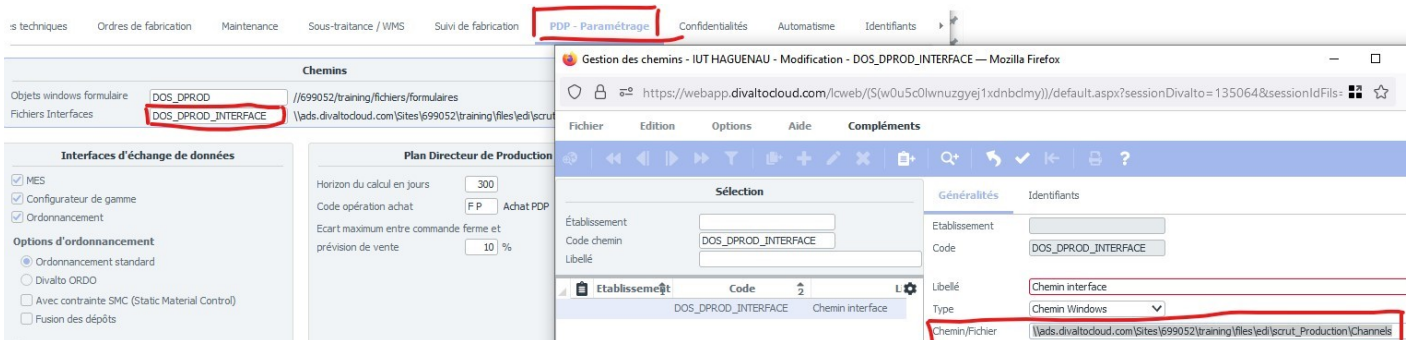 :s techniques Ordres de fabrication Maintenance Sous-traitance / WMS Suivi de fabrication PDP - Paramétrage Confidentialités Automatisme Identifiants
Chemins
Objets windows formulaire DOS_DPROD //699052/training/fichiers/formulaires
Fichiers Interfaces DOS_DPROD_INTERFACE \\ads.divaltocloud.com\Sites\699052\training\files\edi\scrut
Interfaces d'échange de données
MES
Configurateur de gamme
Ordonnancement
Options d'ordonnancement
Ordonnancement standard
Divalto ORDO
Avec contrainte SMC (Static Material Control)
Fusion des dépôts
Plan Directeur de Production
Horizon du calcul en jours 300
Code opération achat F P Achat PDP
Ecart maximum entre commande ferme et
prévision de vente 10 %
Gestion des chemins - IUT HAGUENAU - Modification - DOS_DPROD_INTERFACE — Mozilla Firefox
https://webapp.divaltocloud.com/lcweb/(S(w0u5c0lwnuzgyej1xdnbclmy))/default.aspx?sessionDivalto=135064&sessionIdFils=
Fichier Edition Options Aide Compléments
Sélection
Établissement
Code chemin DOS_DPROD_INTERFACE
Libellé
Etablissement Code 2 L
DOS_DPROD_INTERFACE Chemin interface
Généralités Identifiants
Etablissement
Code DOS_DPROD_INTERFACE
Libellé Chemin interface
Type Chemin Windows
Chemin/Fichier \\ads.divaltocloud.com\Sites\699052\training\files\edi\scrut_Production\Channels